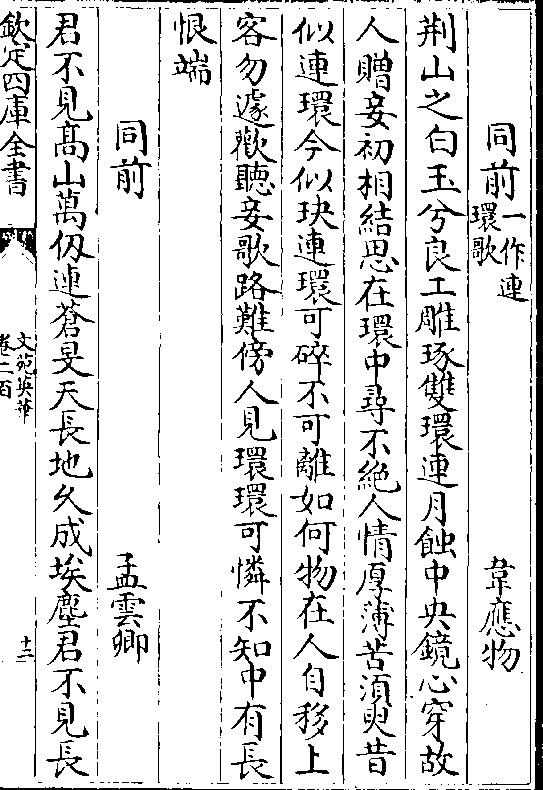 同前一作連環歌 韋應物
荆山之白玉兮良工雕琢雙環連月蝕中央鏡心穿故
人贈妾初相結思在環中尋不絕人情厚薄苦須㬰昔
似連環今似玦連環可碎不可離如何物在人自移上
客勿遽歡聽妾歌路難傍人見環環可憐不知中有長
恨端
同前 孟雲卿
君不見髙山萬仭連蒼旻天長地久成埃塵君不見長
欽定四庫全書
文苑英華
卷二百
十二